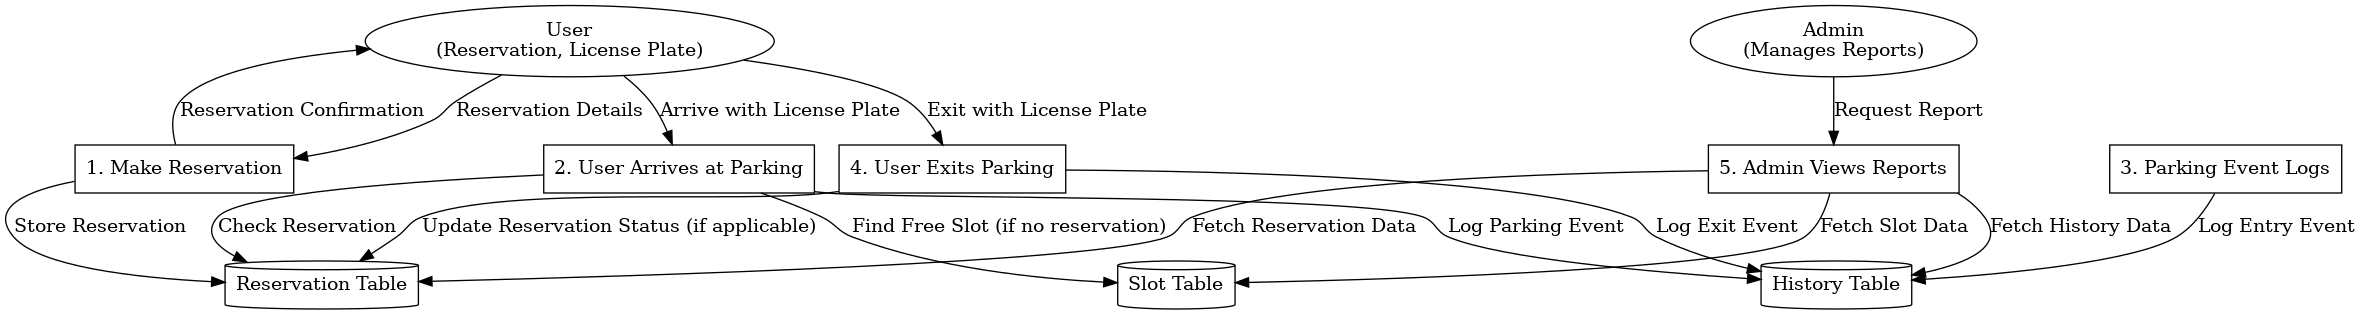 User
(Reservation, License Plate)
Admin
(Manages Reports)
Reservation Confirmation
Reservation Details
Arrive with License Plate
Exit with License Plate
Request Report
1. Make Reservation
2. User Arrives at Parking
4. User Exits Parking
5. Admin Views Reports
3. Parking Event Logs
Store Reservation
Check Reservation
Update Reservation Status (if applicable)
Find Free Slot (if no reservation)
Fetch Reservation Data
Log Parking Event
Log Exit Event
Fetch Slot Data
Fetch History Data
Log Entry Event
Reservation Table
Slot Table
History Table